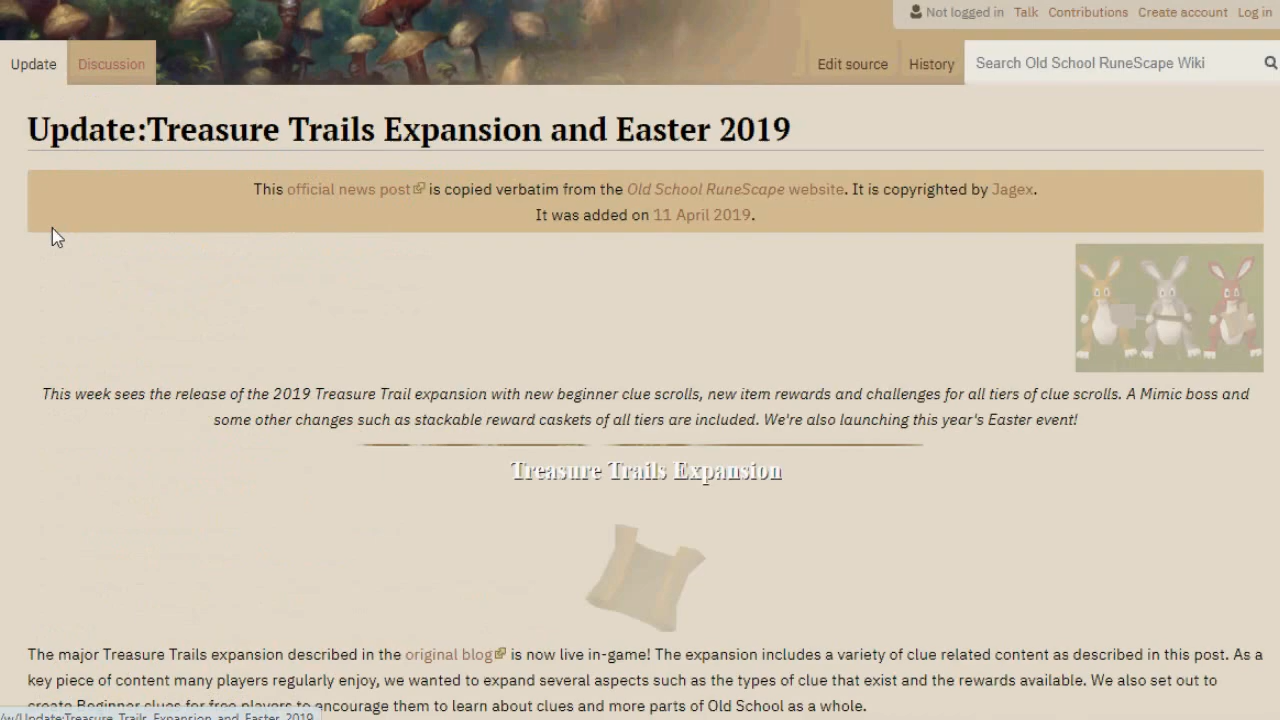 Not logged in Talk Contributions Create account Log in
Update Discussion Edit source History Search Old School RuneScape Wiki
Update:Treasure Trails Expansion and Easter 2019
This official news post is copied verbatim from the Old School RuneScape website. It is copyrighted by Jagex.
It was added on 11 April 2019.
This week sees the release of the 2019 Treasure Trail expansion with new beginner clue scrolls, new item rewards and challenges for all tiers of clue scrolls. A Mimic boss and
some other changes such as stackable reward caskets of all tiers are included. We're also launching this year's Easter event!
Treasure Trails Expansion
The major Treasure Trails expansion described in the original blog is now live in-game! The expansion includes a variety of clue related content as described in this post. As a
key piece of content many players regularly enjoy, we wanted to expand several aspects such as the types of clue that exist and the rewards available. We also set out to
create Beginner clues for free players to encourage them to learn about clues and more parts of Old School as a whole.
/w/Update:Treasure_Trails_Expansion_and_Easter_2019